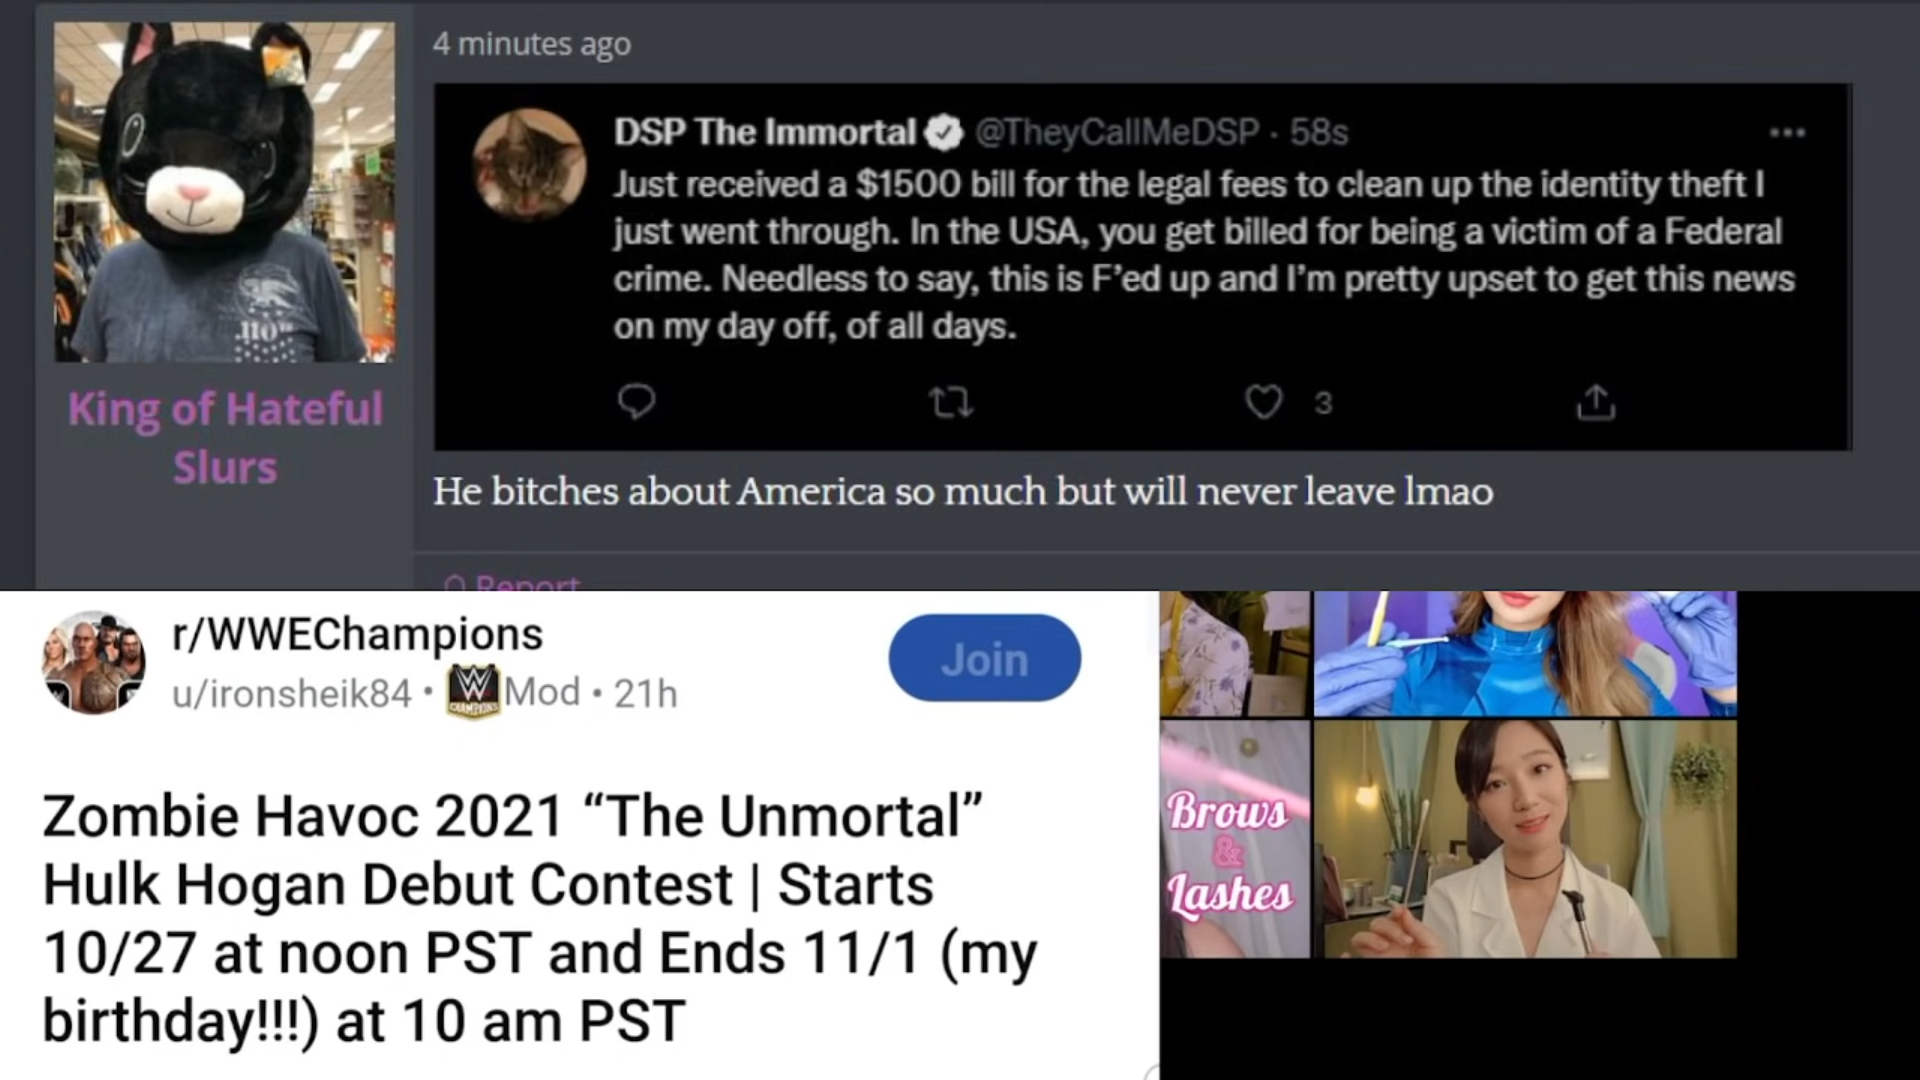 4 minutes ago
DSP The Immortal @TheyCallMeDSP · 58s
Just received a $1500 bill for the legal fees to clean up the identity theft I
just went through. In the USA, you get billed for being a victim of a Federal
crime. Needless to say, this is F'ed up and I'm pretty upset to get this news
on my day off, of all days.
3
King of Hateful
Slurs
He bitches about America so much but will never leave lmao
Report
r/WWEChampions
u/ironsheik84 • Mod • 21h
Join
Zombie Havoc 2021 “The Unmortal”
Hulk Hogan Debut Contest | Starts
10/27 at noon PST and Ends 11/1 (my
birthday!!!) at 10 am PST
Brows
&
Lashes